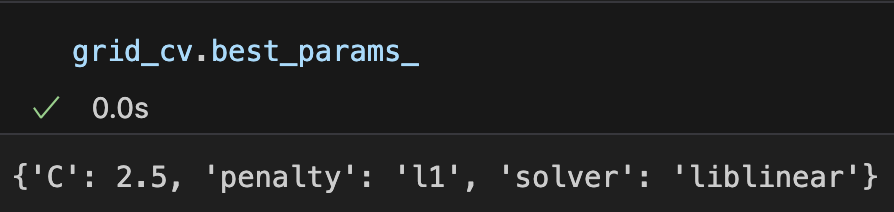 grid_cv.best_params_
✓ 0.0s
{'C': 2.5, 'penalty': 'l1', 'solver': 'liblinear'}